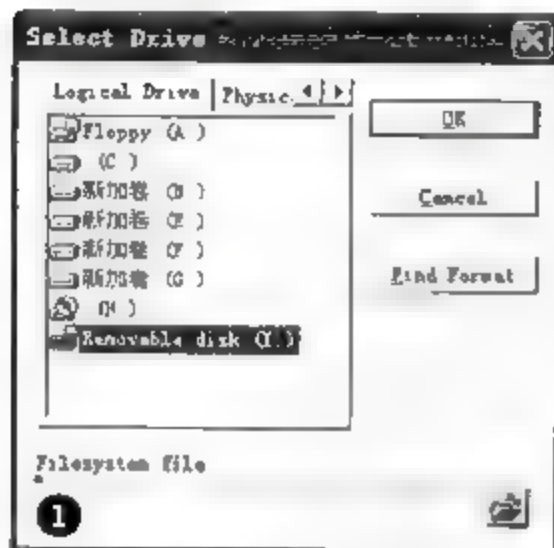 Select Drive
Logical Drive Physic
Floppy (A )
(C )
新加卷 (D )
新加卷 (E )
新加卷 (F )
新加卷 (G )
(H )
Removable disk (I )
OK
Cancel
Find Format
Filesystem file
1